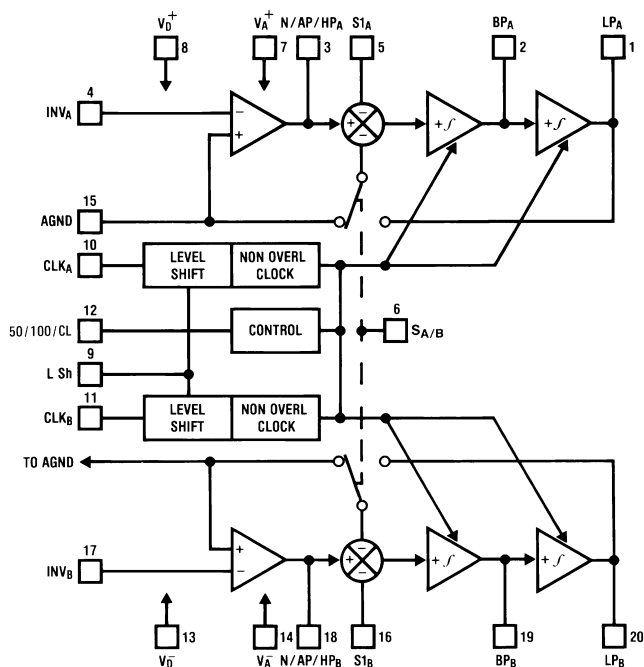 V_D^+ V_A^+ N/AP/HP_A S1_A BP_A LP_A
8 7 3 5 2 1
4
INV_A − + + − − +∫ +∫
15
AGND
10
CLK_A LEVEL SHIFT NON OVERL CLOCK
12 6
50/100/CL CONTROL S_A/B
9
L Sh
11
CLK_B LEVEL SHIFT NON OVERL CLOCK
TO AGND
17
INV_B + − + − − +∫ +∫
13 14 18 16 19 20
V_D^− V_A^− N/AP/HP_B S1_B BP_B LP_B